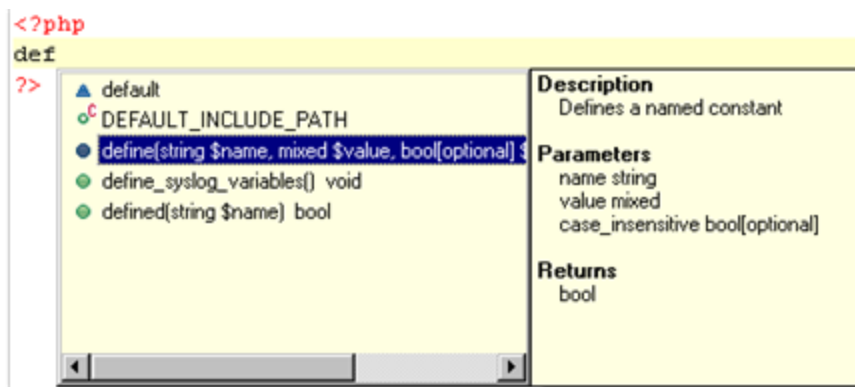 <?php
def
?>
default
DEFAULT_INCLUDE_PATH
define(string $name, mixed $value, bool[optional] $
define_syslog_variables() void
defined(string $name) bool
Description
Defines a named constant
Parameters
name string
value mixed
case_insensitive bool[optional]
Returns
bool